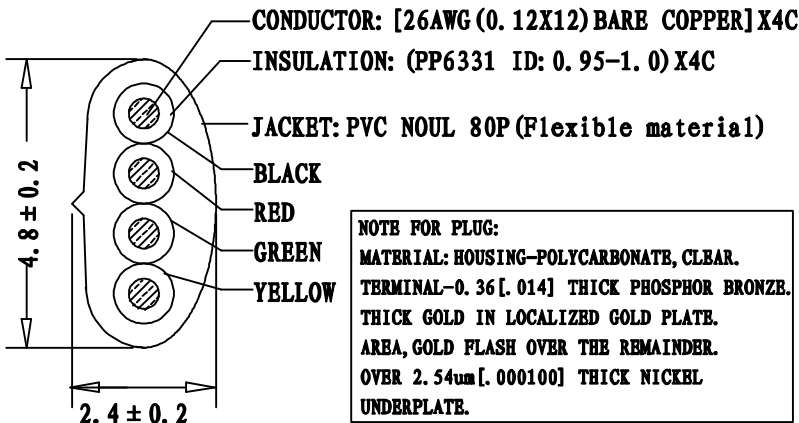 CONDUCTOR: [26AWG(0.12X12)BARE COPPER]X4C
INSULATION: (PP6331 ID:0.95-1.0)X4C
JACKET:PVC NOUL 80P(Flexible material)
BLACK
RED
GREEN
YELLOW
4.8±0.2
2.4±0.2
NOTE FOR PLUG:
MATERIAL:HOUSING-POLYCARBONATE,CLEAR.
TERMINAL-0.36[.014] THICK PHOSPHOR BRONZE.
THICK GOLD IN LOCALIZED GOLD PLATE.
AREA,GOLD FLASH OVER THE REMAINDER.
OVER 2.54um[.000100] THICK NICKEL
UNDERPLATE.